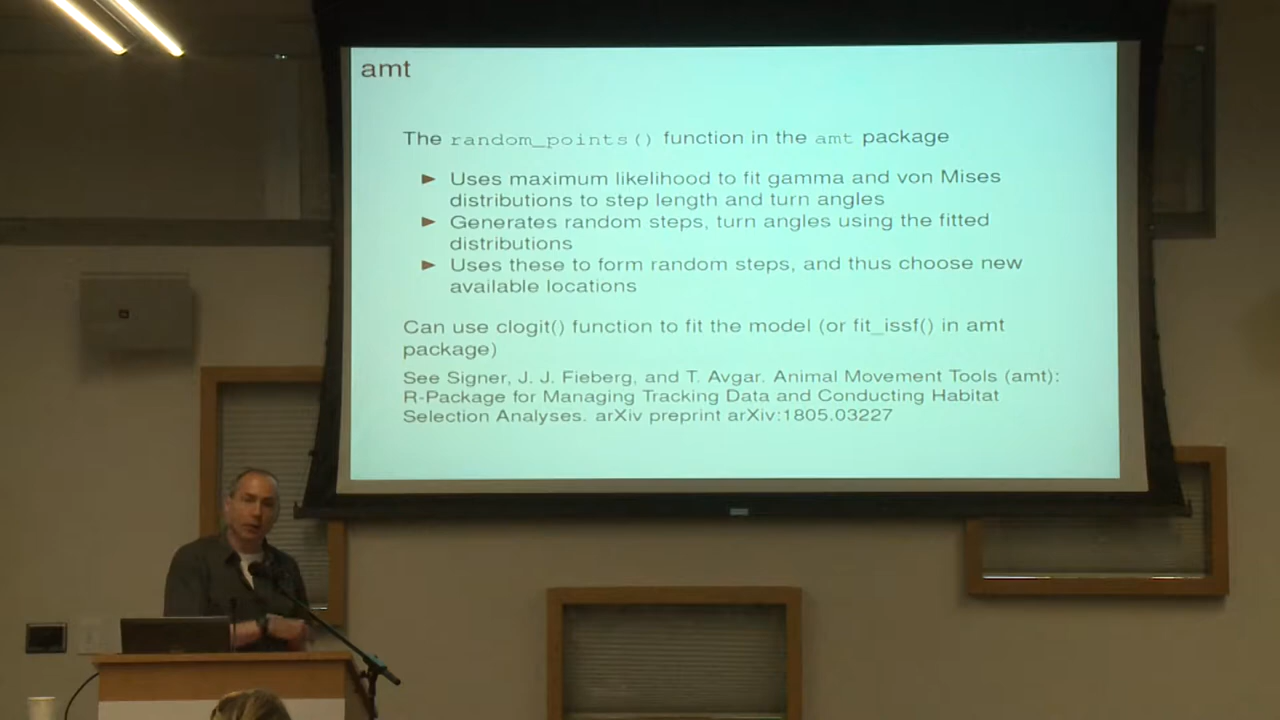 amt
The random_points() function in the amt package
► Uses maximum likelihood to fit gamma and von Mises
distributions to step length and turn angles
► Generates random steps, turn angles using the fitted
distributions
► Uses these to form random steps, and thus choose new
available locations
Can use clogit() function to fit the model (or fit_issf() in amt
package)
See Signer, J. J. Fieberg, and T. Avgar. Animal Movement Tools (amt):
R-Package for Managing Tracking Data and Conducting Habitat
Selection Analyses. arXiv preprint arXiv:1805.03227